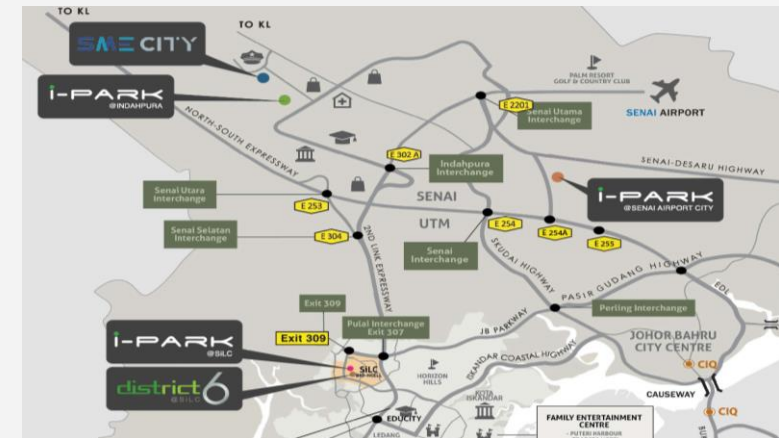 TO KL
TO KL
SME CITY
i-PARK
@INDAHPURA
PALM RESORT
GOLF & COUNTRY CLUB
SENAI AIRPORT
E 2201
Senai Utama
Interchange
NORTH-SOUTH EXPRESSWAY
E 302 A
Indahpura
Interchange
SENAI-DESARU HIGHWAY
Senai Utara
Interchange
E 253
SENAI
i-PARK
@SENAI AIRPORT CITY
UTM
E 254
E 254A
E 255
Senai Selatan
Interchange
E 304
Senai
Interchange
2ND LINK EXPRESSWAY
SKUDAI HIGHWAY
PASIR GUDANG HIGHWAY
EDL
Exit 309
Exit 309
Pulai Interchange
Exit 307
JB PARKWAY
Perling Interchange
i-PARK
@SILC
SiLC
ISKANDAR COASTAL HIGHWAY
JOHOR BAHRU
CITY CENTRE
HORIZON
HILLS
CIQ
district6
@SILC
KOTA
ISKANDAR
CAUSEWAY
CIQ
EDUCITY
LEDANG
FAMILY ENTERTAINMENT
CENTRE
- PUTERI HARBOUR